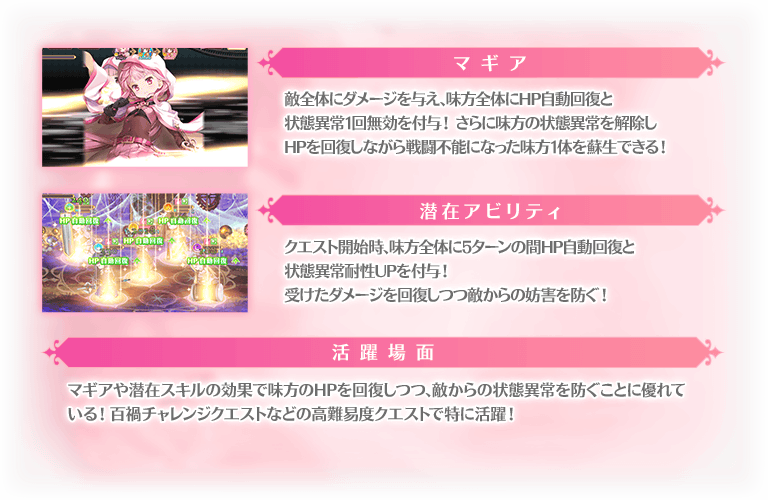 マギア
敵全体にダメージを与え、味方全体にHP自動回復と
状態異常1回無効を付与！ さらに味方の状態異常を解除し
HPを回復しながら戦闘不能になった味方1体を蘇生できる！
HP自動回復
HP自動回復
HP自動回復
HP自動回復
HP自動回復
HP自動回復
潜在アビリティ
クエスト開始時、味方全体に5ターンの間HP自動回復と
状態異常耐性UPを付与！
受けたダメージを回復しつつ敵からの妨害を防ぐ！
活躍場面
マギアや潜在スキルの効果で味方のHPを回復しつつ、敵からの状態異常を防ぐことに優れて
いる！ 百禍チャレンジクエストなどの高難易度クエストで特に活躍！